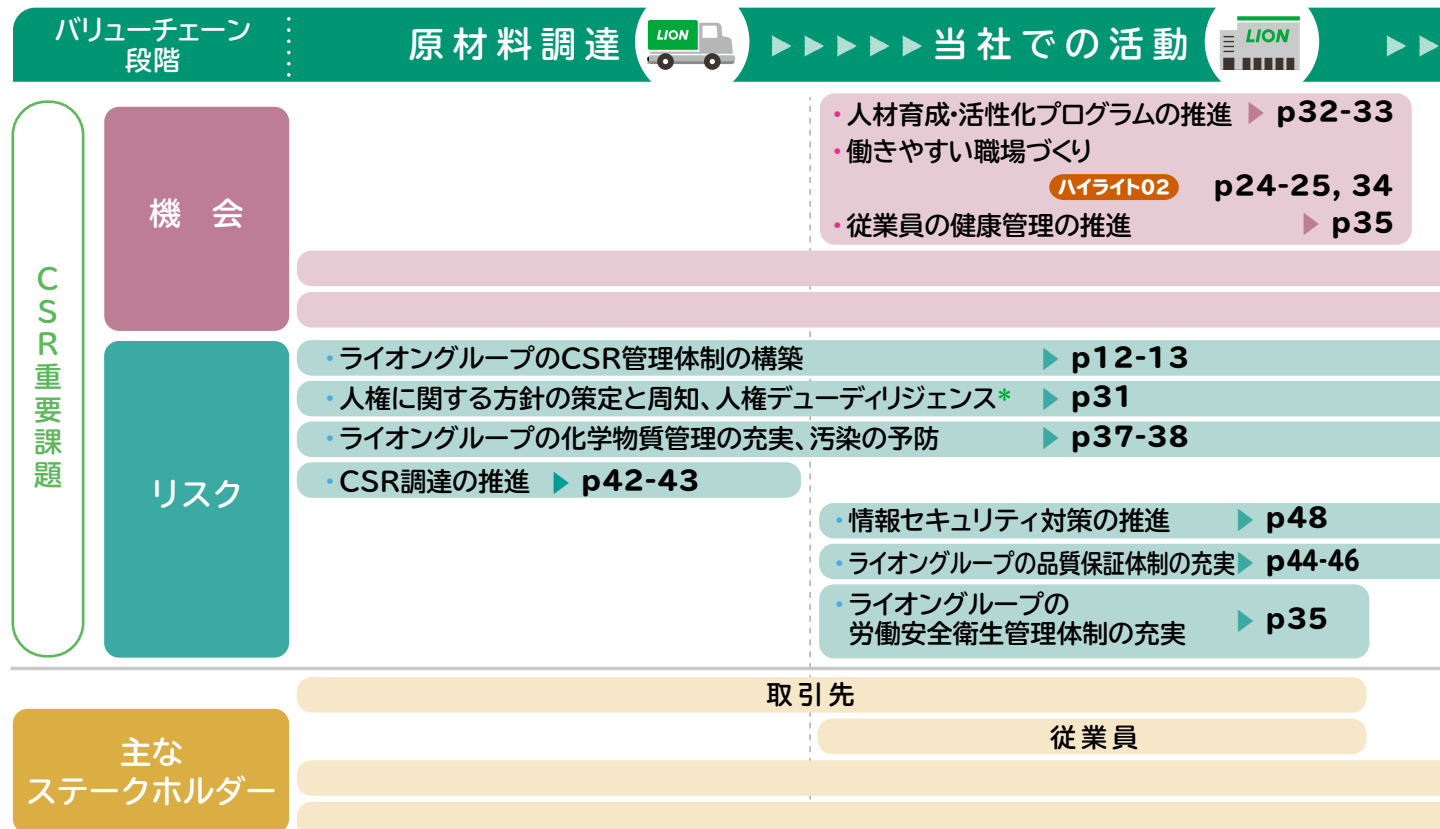 バリューチェーン
段階
原材料調達
LION
▶▶▶▶▶
当社での活動
LION
▶▶
CSR重要課題
機 会
・人材育成・活性化プログラムの推進 ▶ p32-33
・働きやすい職場づくり
ハイライト02 p24-25, 34
・従業員の健康管理の推進 ▶ p35
リスク
・ライオングループのCSR管理体制の構築 ▶ p12-13
・人権に関する方針の策定と周知、人権デューディリジェンス* ▶ p31
・ライオングループの化学物質管理の充実、汚染の予防 ▶ p37-38
・CSR調達の推進 ▶ p42-43
・情報セキュリティ対策の推進 ▶ p48
・ライオングループの品質保証体制の充実 ▶ p44-46
・ライオングループの
労働安全衛生管理体制の充実 ▶ p35
主な
ステークホルダー
取引先
従業員